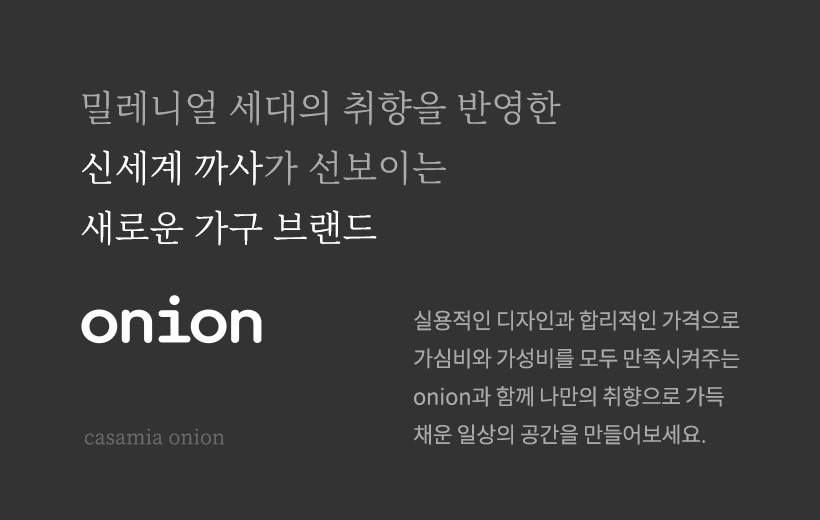 밀레니얼 세대의 취향을 반영한
신세계 까사가 선보이는
새로운 가구 브랜드
onion
실용적인 디자인과 합리적인 가격으로
가심비와 가성비를 모두 만족시켜주는
onion과 함께 나만의 취향으로 가득
채운 일상의 공간을 만들어보세요.
casamia onion